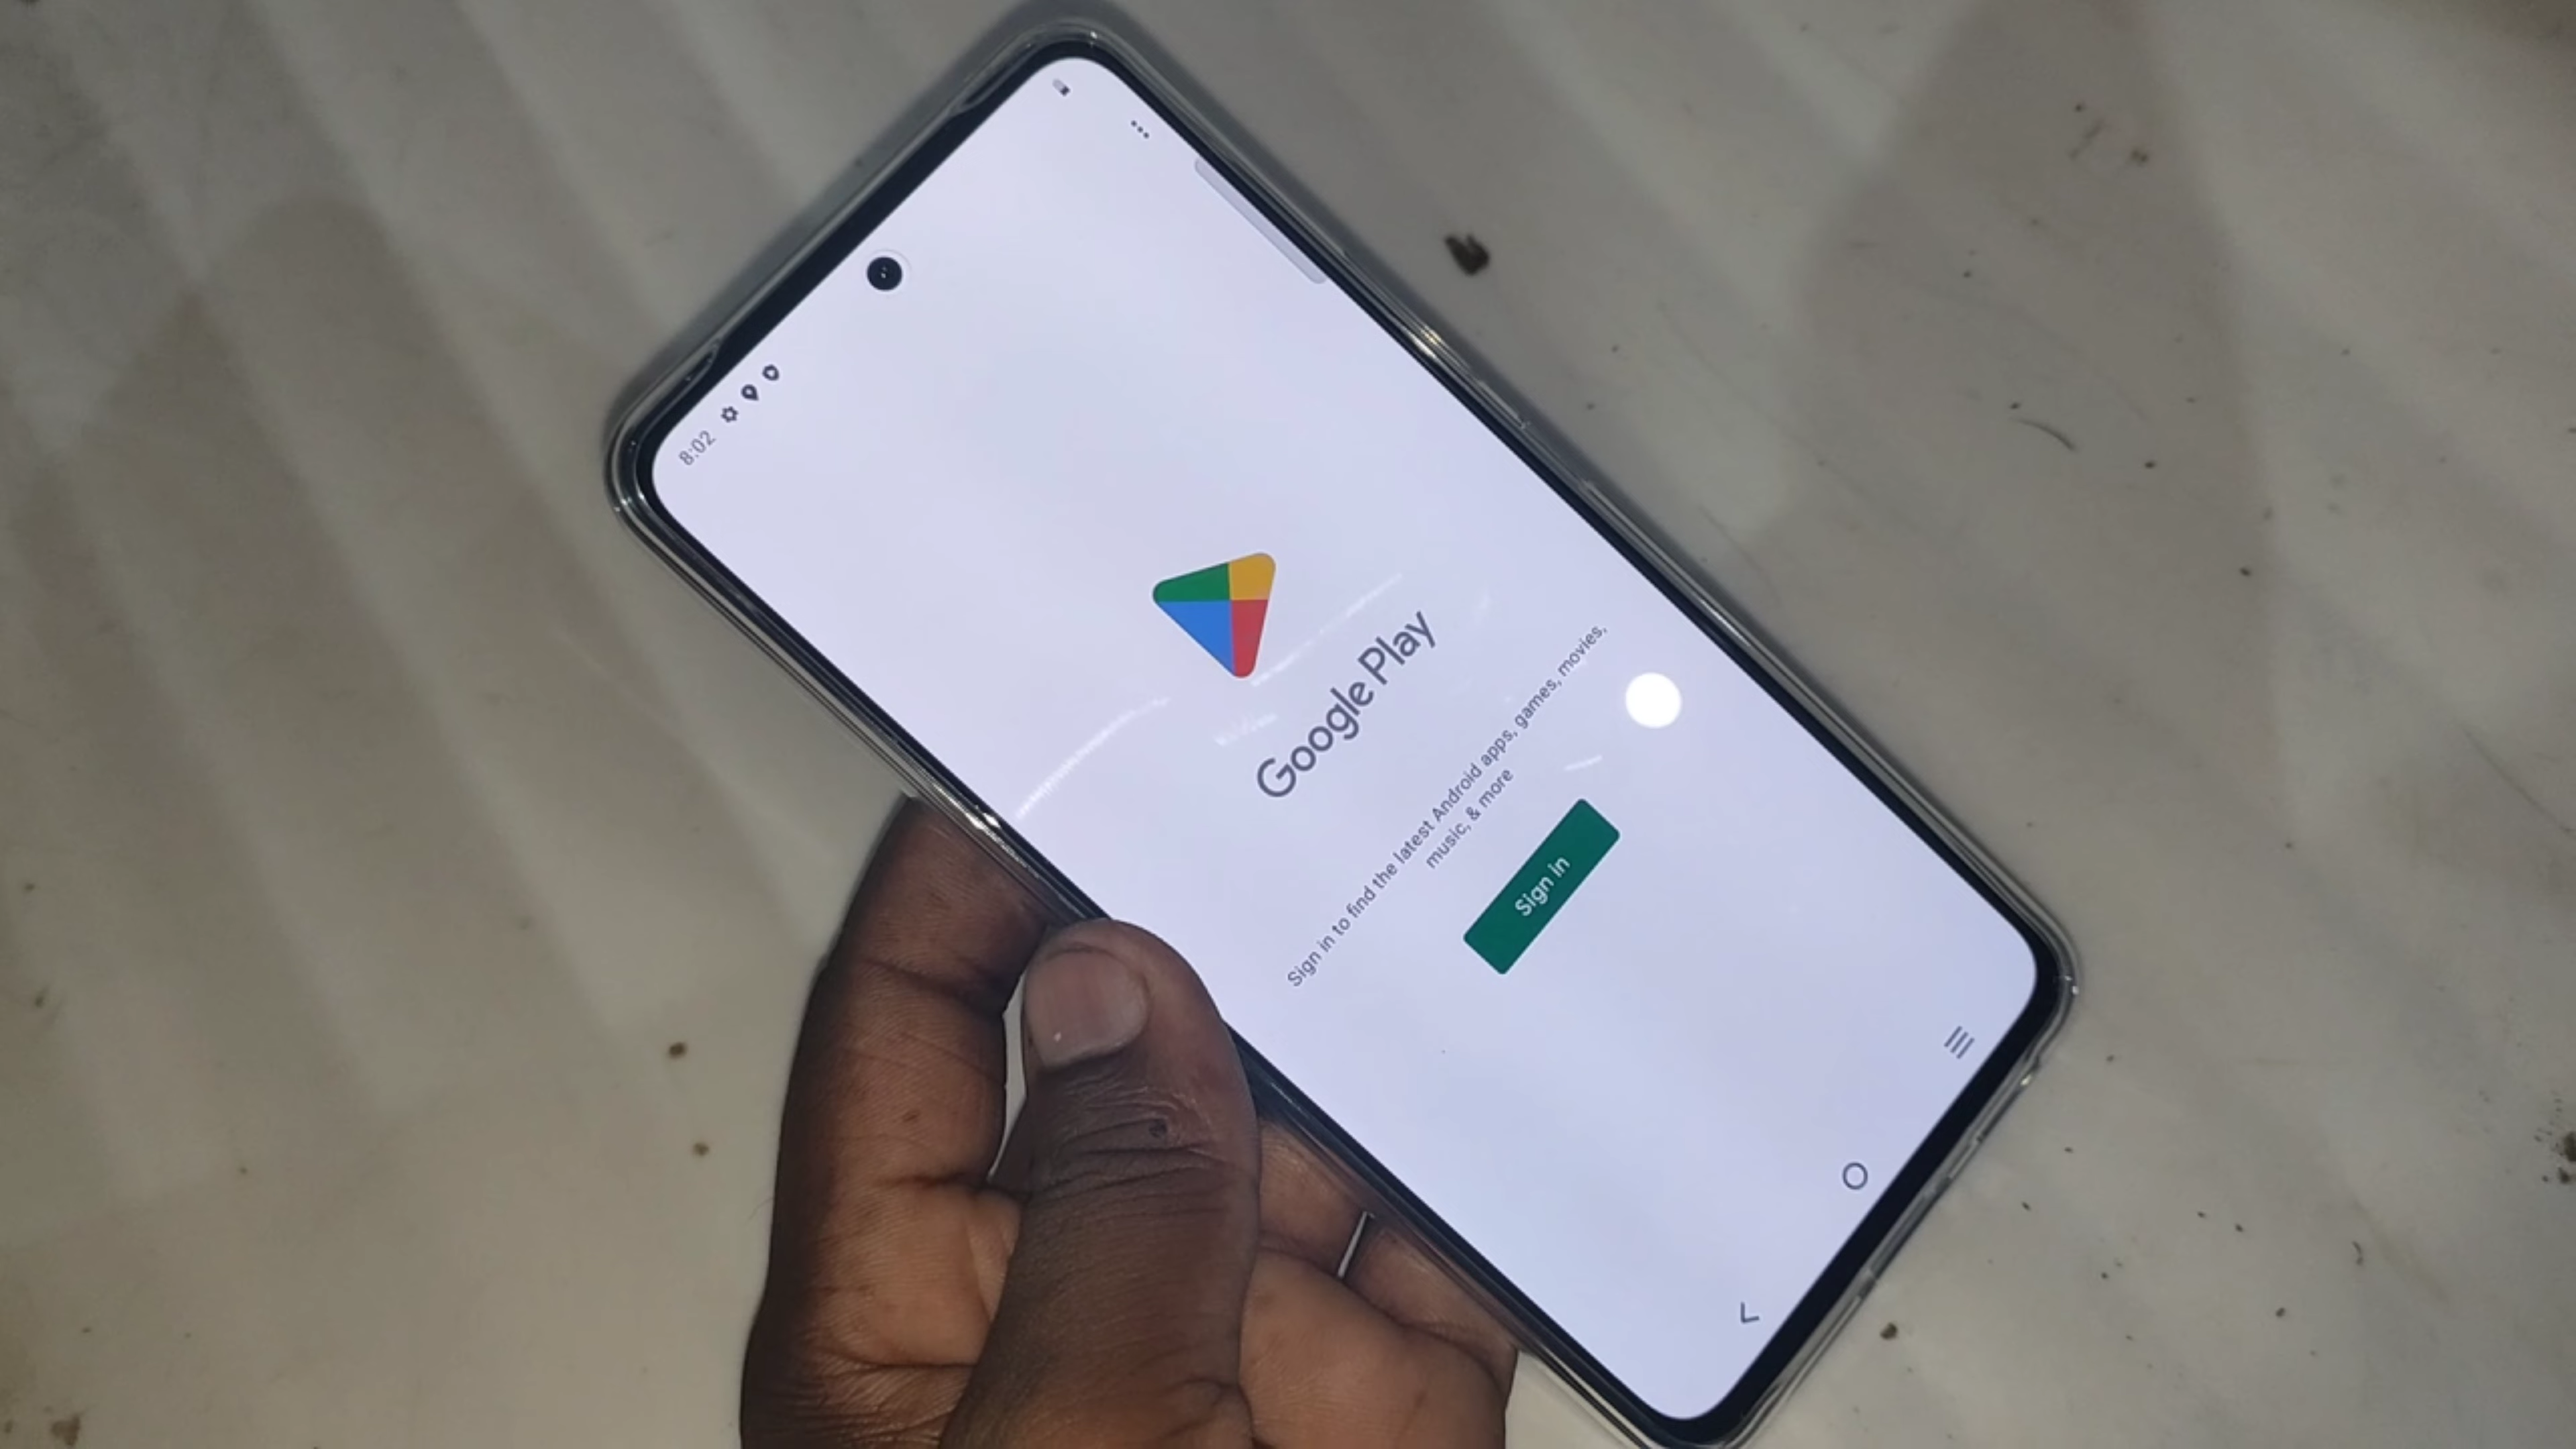 8:02
Google Play
Sign in to find the latest Android apps, games, movies,
music, & more
Sign in